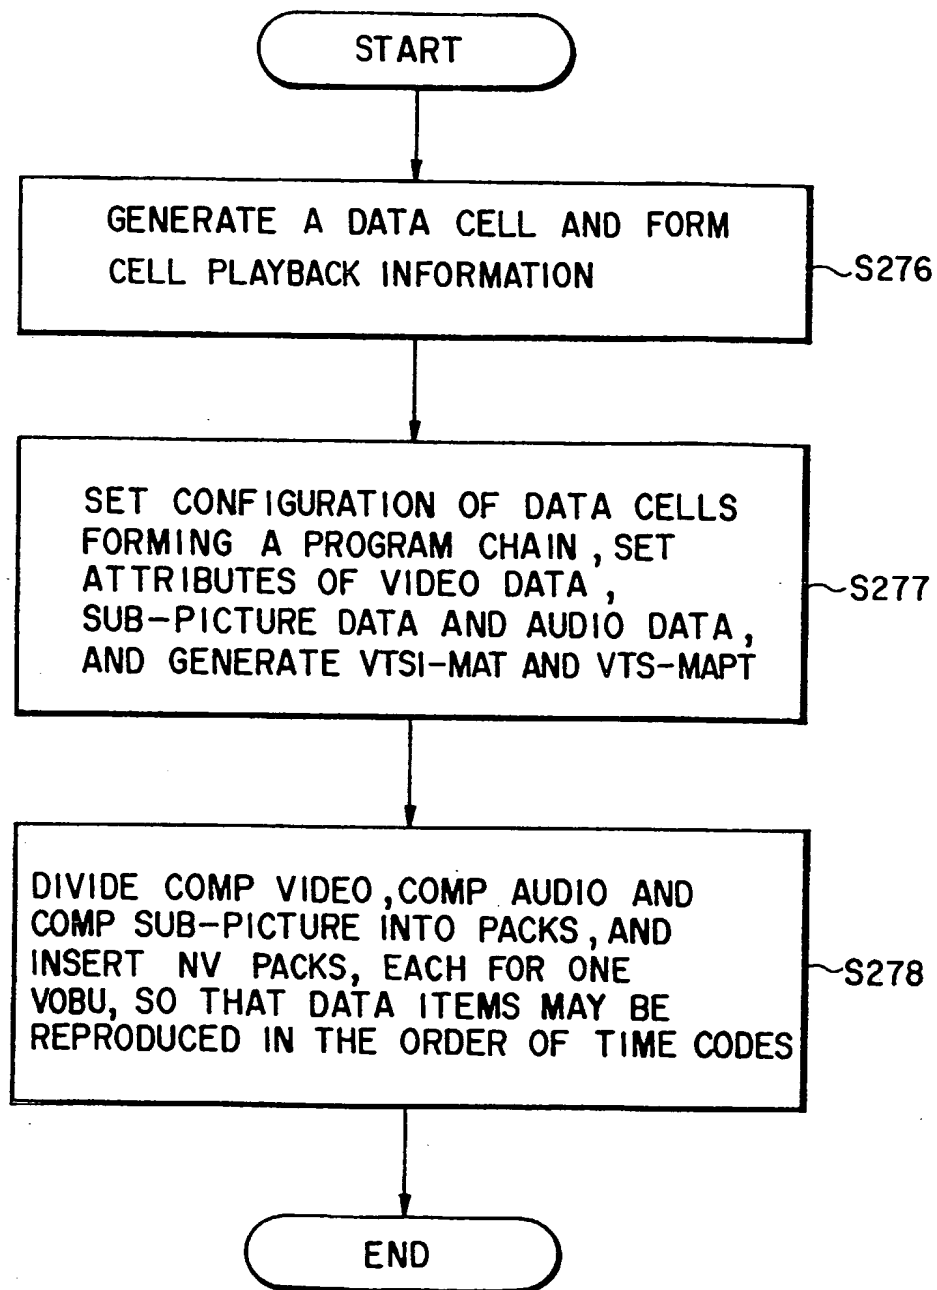 START
GENERATE A DATA CELL AND FORM
CELL PLAYBACK INFORMATION
S276
SET CONFIGURATION OF DATA CELLS
FORMING A PROGRAM CHAIN, SET
ATTRIBUTES OF VIDEO DATA,
SUB-PICTURE DATA AND AUDIO DATA,
AND GENERATE VTSI-MAT AND VTS-MAPT
S277
DIVIDE COMP VIDEO, COMP AUDIO AND
COMP SUB-PICTURE INTO PACKS, AND
INSERT NV PACKS, EACH FOR ONE
VOBU, SO THAT DATA ITEMS MAY BE
REPRODUCED IN THE ORDER OF TIME CODES
S278
END